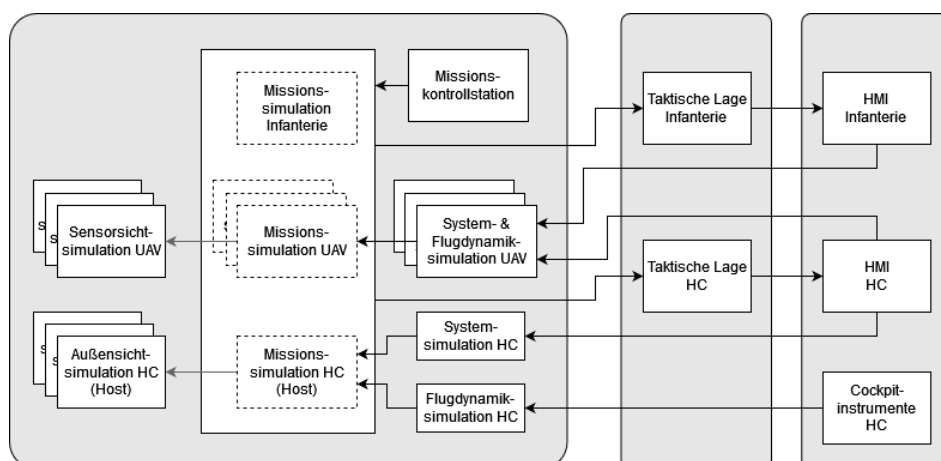 Missions-
simulation
Infanterie
Missions-
kontrollstation
Taktische Lage
Infanterie
HMI
Infanterie
Sensorsicht-
simulation UAV
Missions-
simulation UAV
System- &
Flugdynamik-
simulation UAV
Taktische Lage
HC
HMI
HC
Außensicht-
simulation HC
(Host)
Missions-
simulation HC
(Host)
System-
simulation HC
Flugdynamik-
simulation HC
Cockpit-
instrumente
HC